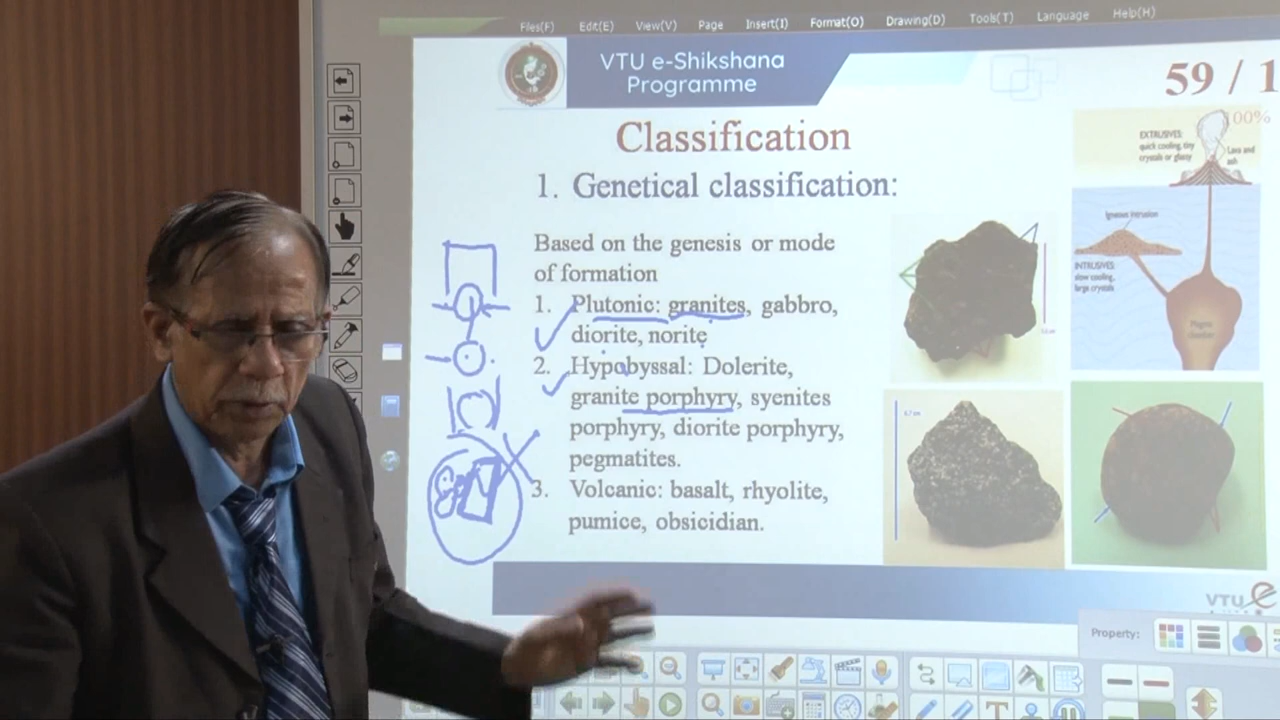 Files(F) Edit(E) View(V) Page Insert(I) Format(O) Drawing(D) Tools(T) Language Help(H)
VTU e-Shikshana
Programme
59 / 1
100%
Classification
1. Genetical classification:
Based on the genesis or mode
of formation
1. Plutonic: granites, gabbro,
diorite, norite
2. Hypobyssal: Dolerite,
granite porphyry, syenites
porphyry, diorite porphyry,
pegmatites.
3. Volcanic: basalt, rhyolite,
pumice, obsicidian.
EXTRUSIVES:
quick cooling, tiny
crystals or glassy
Lava and
ash
Igneous intrusion
INTRUSIVES:
slow cooling,
large crystals
VTU e
Property: